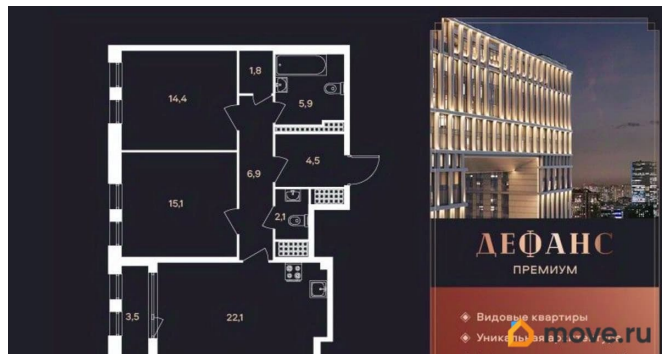 1,8
14,4
5,9
4,5
6,9
15,1
2,1
3,5
22,1
ДЕФАНС
ПРЕМИУМ
Видовые квартиры
move.ru